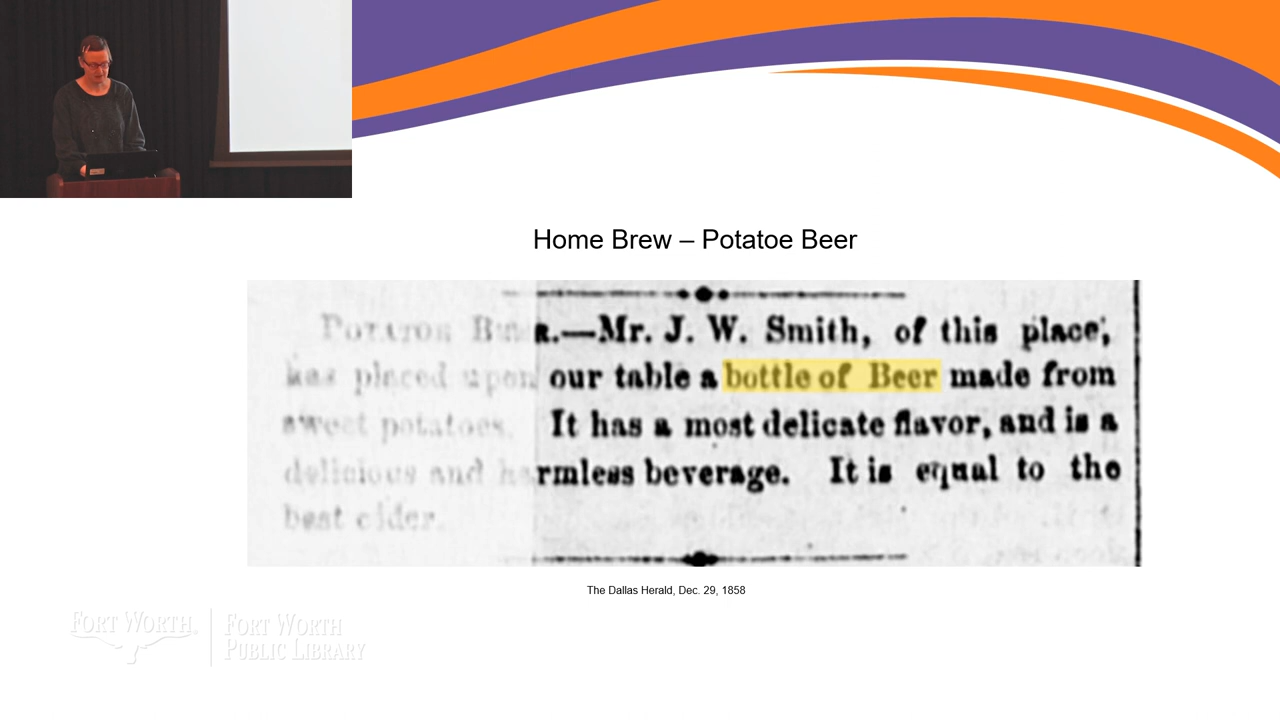 Home Brew – Potatoe Beer
POTATOE BEER.—Mr. J. W. Smith, of this place,
has placed upon our table a bottle of Beer made from
sweet potatoes. It has a most delicate flavor, and is a
delicious and harmless beverage. It is equal to the
best cider.
The Dallas Herald, Dec. 29, 1858
FORT WORTH®
FORT WORTH
PUBLIC LIBRARY